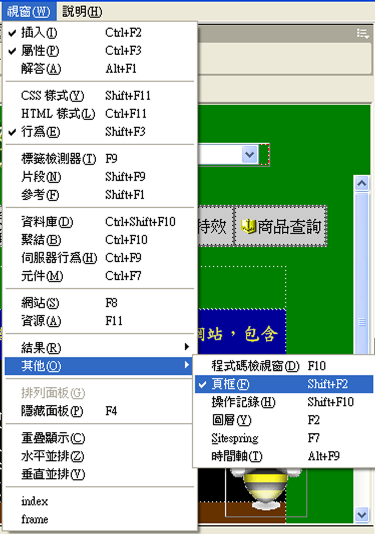 視窗(W) 說明(H)
插入(I) Ctrl+F2
屬性(P) Ctrl+F3
解答(A) Alt+F1
CSS 樣式(Y) Shift+F11
HTML 樣式(L) Ctrl+F11
行為(E) Shift+F3
標籤檢測器(T) F9
片段(N) Shift+F9
參考(F) Shift+F1
資料庫(D) Ctrl+Shift+F10
繫結(B) Ctrl+F10
伺服器行為(H) Ctrl+F9
元件(M) Ctrl+F7
網站(S) F8
資源(A) F11
結果(R)
其他(O)
排列面板(G)
隱藏面板(P) F4
重疊顯示(C)
水平並排(Z)
垂直並排(V)
index
frame
程式碼檢視窗(D) F10
頁框(F) Shift+F2
操作記錄(H) Shift+F10
圖層(Y) F2
Sitespring F7
時間軸(T) Alt+F9
特效 商品查詢
網站，包含